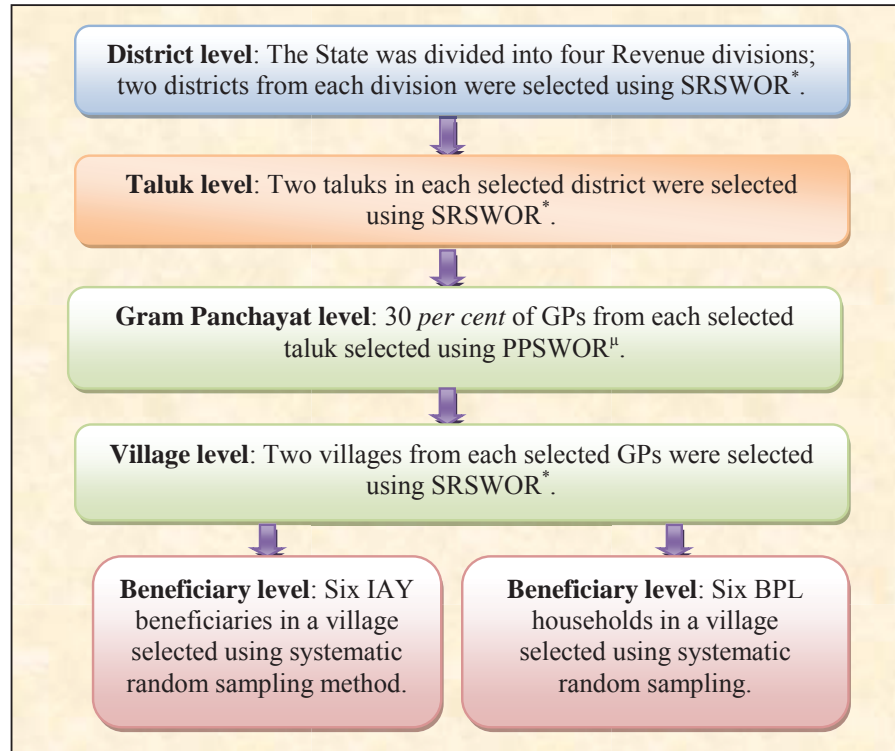 District level: The State was divided into four Revenue divisions;
two districts from each division were selected using SRSWOR*.
Taluk level: Two taluks in each selected district were selected
using SRSWOR*.
Gram Panchayat level: 30 per cent of GPs from each selected
taluk selected using PPSWORµ.
Village level: Two villages from each selected GPs were selected
using SRSWOR*.
Beneficiary level: Six IAY
beneficiaries in a village
selected using systematic
random sampling method.
Beneficiary level: Six BPL
households in a village
selected using systematic
random sampling.